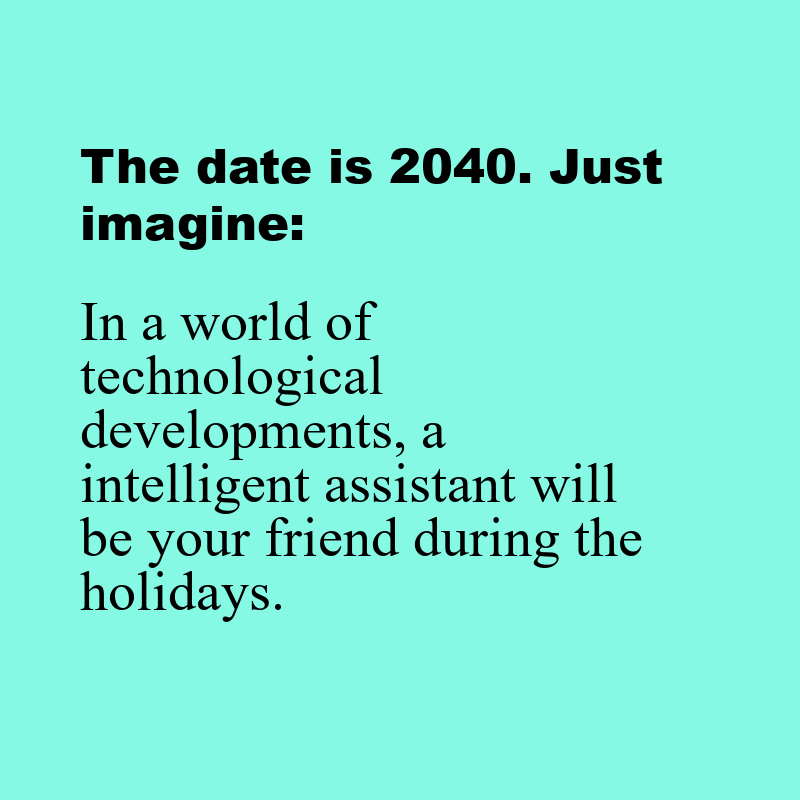 The date is 2040. Just
imagine:
In a world of
technological
developments, a
intelligent assistant will
be your friend during the
holidays.